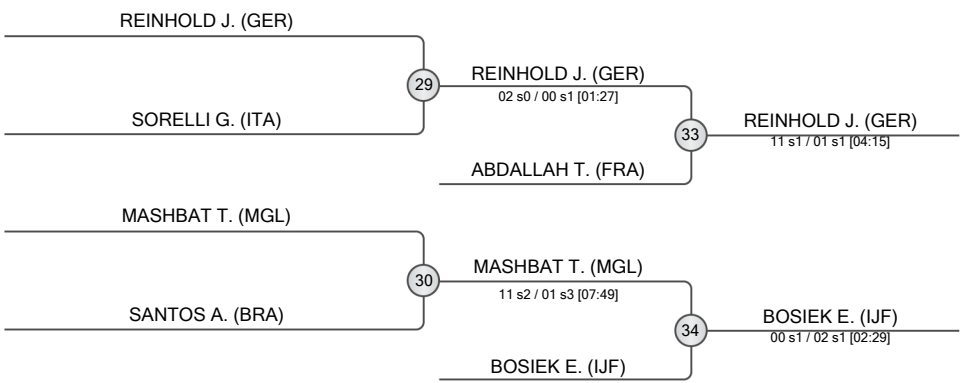 REINHOLD J. (GER)
29
REINHOLD J. (GER)
02 s0 / 00 s1 [01:27]
SORELLI G. (ITA)
33
REINHOLD J. (GER)
11 s1 / 01 s1 [04:15]
ABDALLAH T. (FRA)
MASHBAT T. (MGL)
30
MASHBAT T. (MGL)
11 s2 / 01 s3 [07:49]
SANTOS A. (BRA)
34
BOSIEK E. (IJF)
00 s1 / 02 s1 [02:29]
BOSIEK E. (IJF)